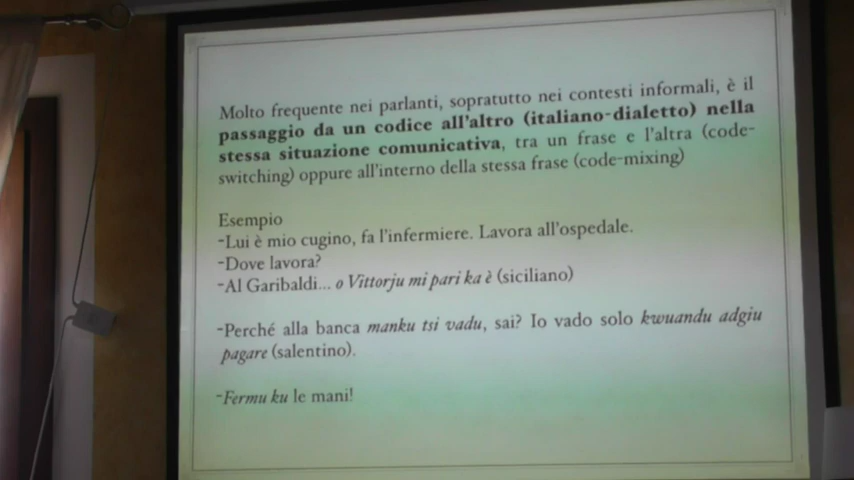 Molto frequente nei parlanti, sopratutto nei contesti informali, è il
passaggio da un codice all'altro (italiano-dialetto) nella
stessa situazione comunicativa, tra un frase e l'altra (code-
switching) oppure all'interno della stessa frase (code-mixing)
Esempio
-Lui è mio cugino, fa l'infermiere. Lavora all'ospedale.
-Dove lavora?
-Al Garibaldi... o Vittorju mi pari ka è (siciliano)
-Perché alla banca manku tsi vadu, sai? Io vado solo kwuandu adgiu
pagare (salentino).
-Fermu ku le mani!